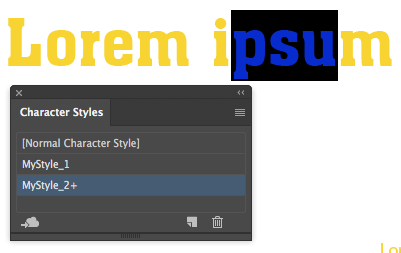 Lorem ipsum
Character Styles
[Normal Character Style]
MyStyle_1
MyStyle_2+